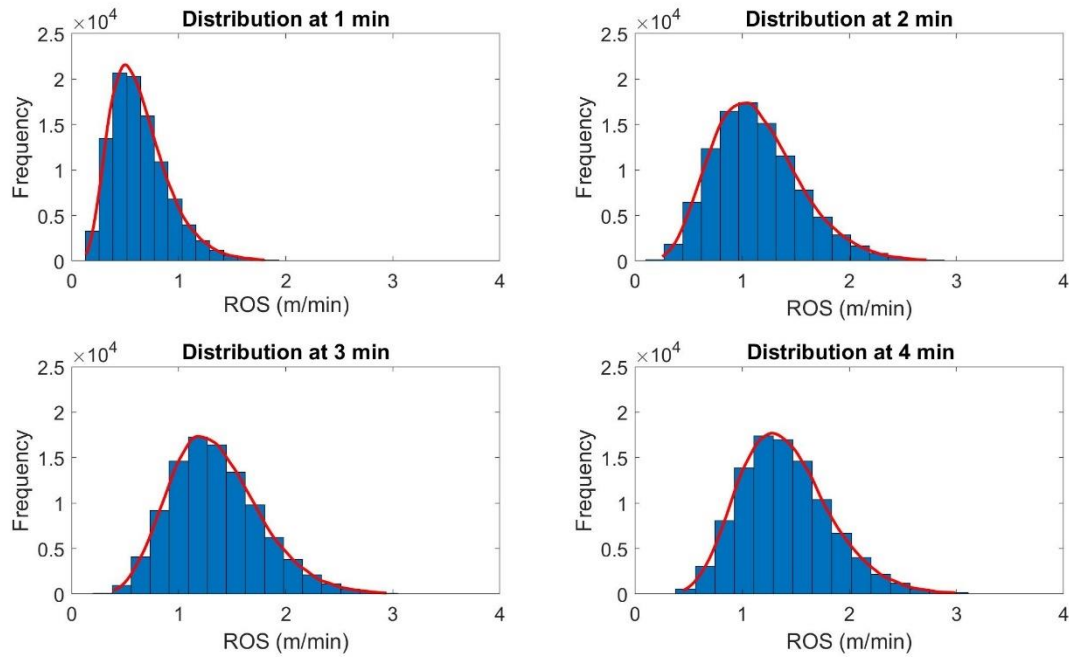 Distribution at 1 min
×10⁴
2.5
2
1.5
1
0.5
0
Frequency
0 1 2 3 4
ROS (m/min)
Distribution at 2 min
×10⁴
2.5
2
1.5
1
0.5
0
Frequency
0 1 2 3 4
ROS (m/min)
Distribution at 3 min
×10⁴
2.5
2
1.5
1
0.5
0
Frequency
0 1 2 3 4
ROS (m/min)
Distribution at 4 min
×10⁴
2.5
2
1.5
1
0.5
0
Frequency
0 1 2 3 4
ROS (m/min)